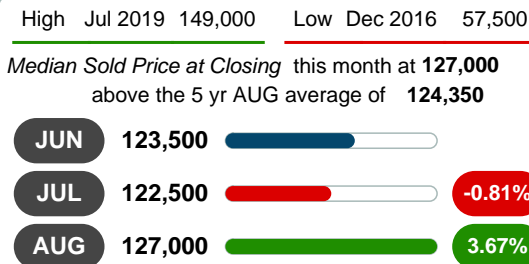 High Jul 2019 149,000 Low Dec 2016 57,500
Median Sold Price at Closing this month at 127,000
above the 5 yr AUG average of 124,350
JUN 123,500
JUL 122,500 -0.81%
AUG 127,000 3.67%